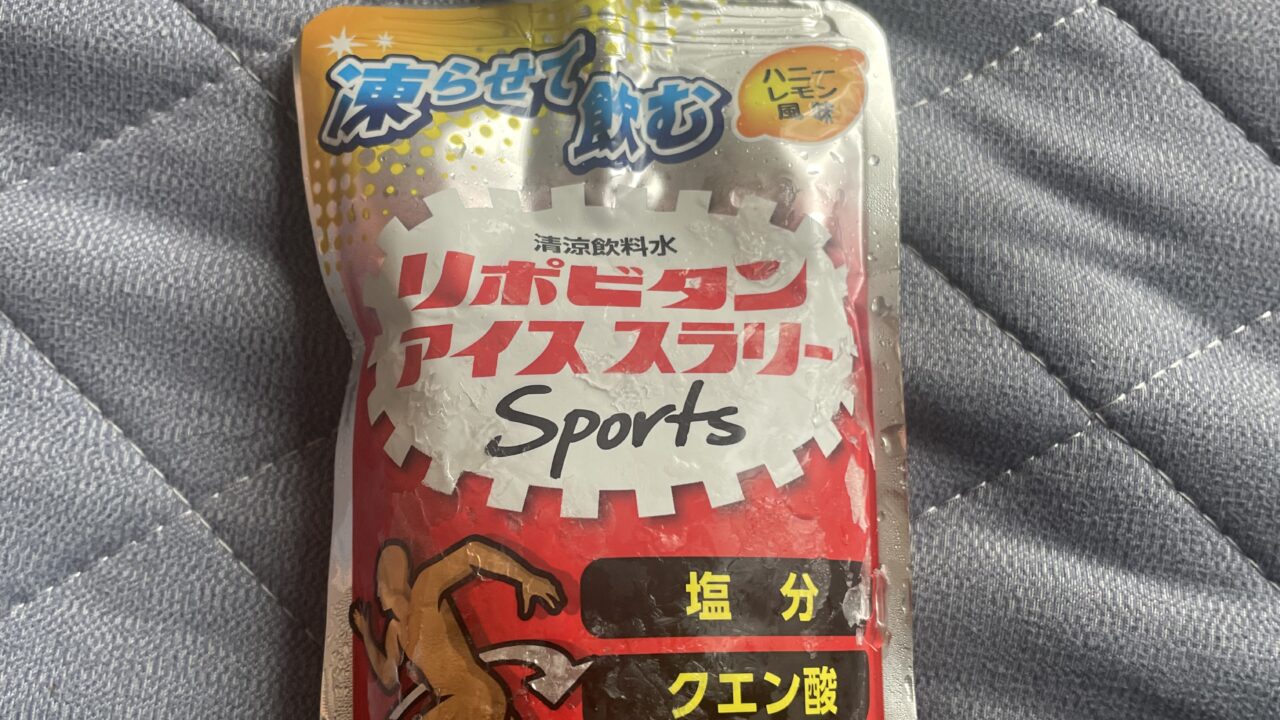 凍らせて飲む
ハニー
レモン
風味
清涼飲料水
リポビタン
アイススラリー
Sports
塩分
クエン酸